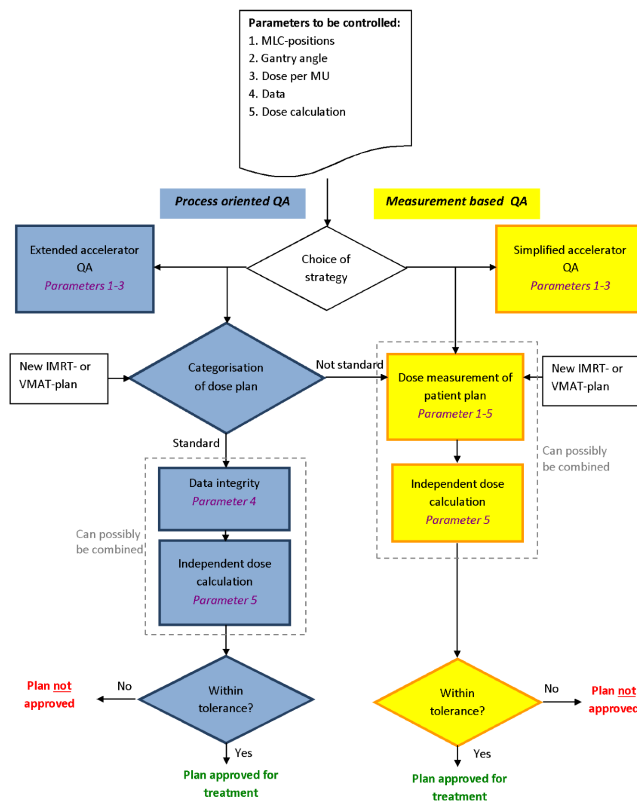 Parameters to be controlled:
1. MLC-positions
2. Gantry angle
3. Dose per MU
4. Data
5. Dose calculation
Process oriented QA
Measurement based QA
Extended accelerator
QA
Parameters 1-3
Choice of
strategy
Simplified accelerator
QA
Parameters 1-3
New IMRT- or
VMAT-plan
Categorisation
of dose plan
Not standard
Dose measurement of
patient plan
Parameter 1-5
New IMRT- or
VMAT-plan
Standard
Can possibly
be combined
Data integrity
Parameter 4
Independent dose
calculation
Parameter 5
Can possibly
be combined
Independent dose
calculation
Parameter 5
Plan not
approved
No
Within
tolerance?
Within
tolerance?
No
Plan not
approved
Yes
Yes
Plan approved for
treatment
Plan approved for
treatment